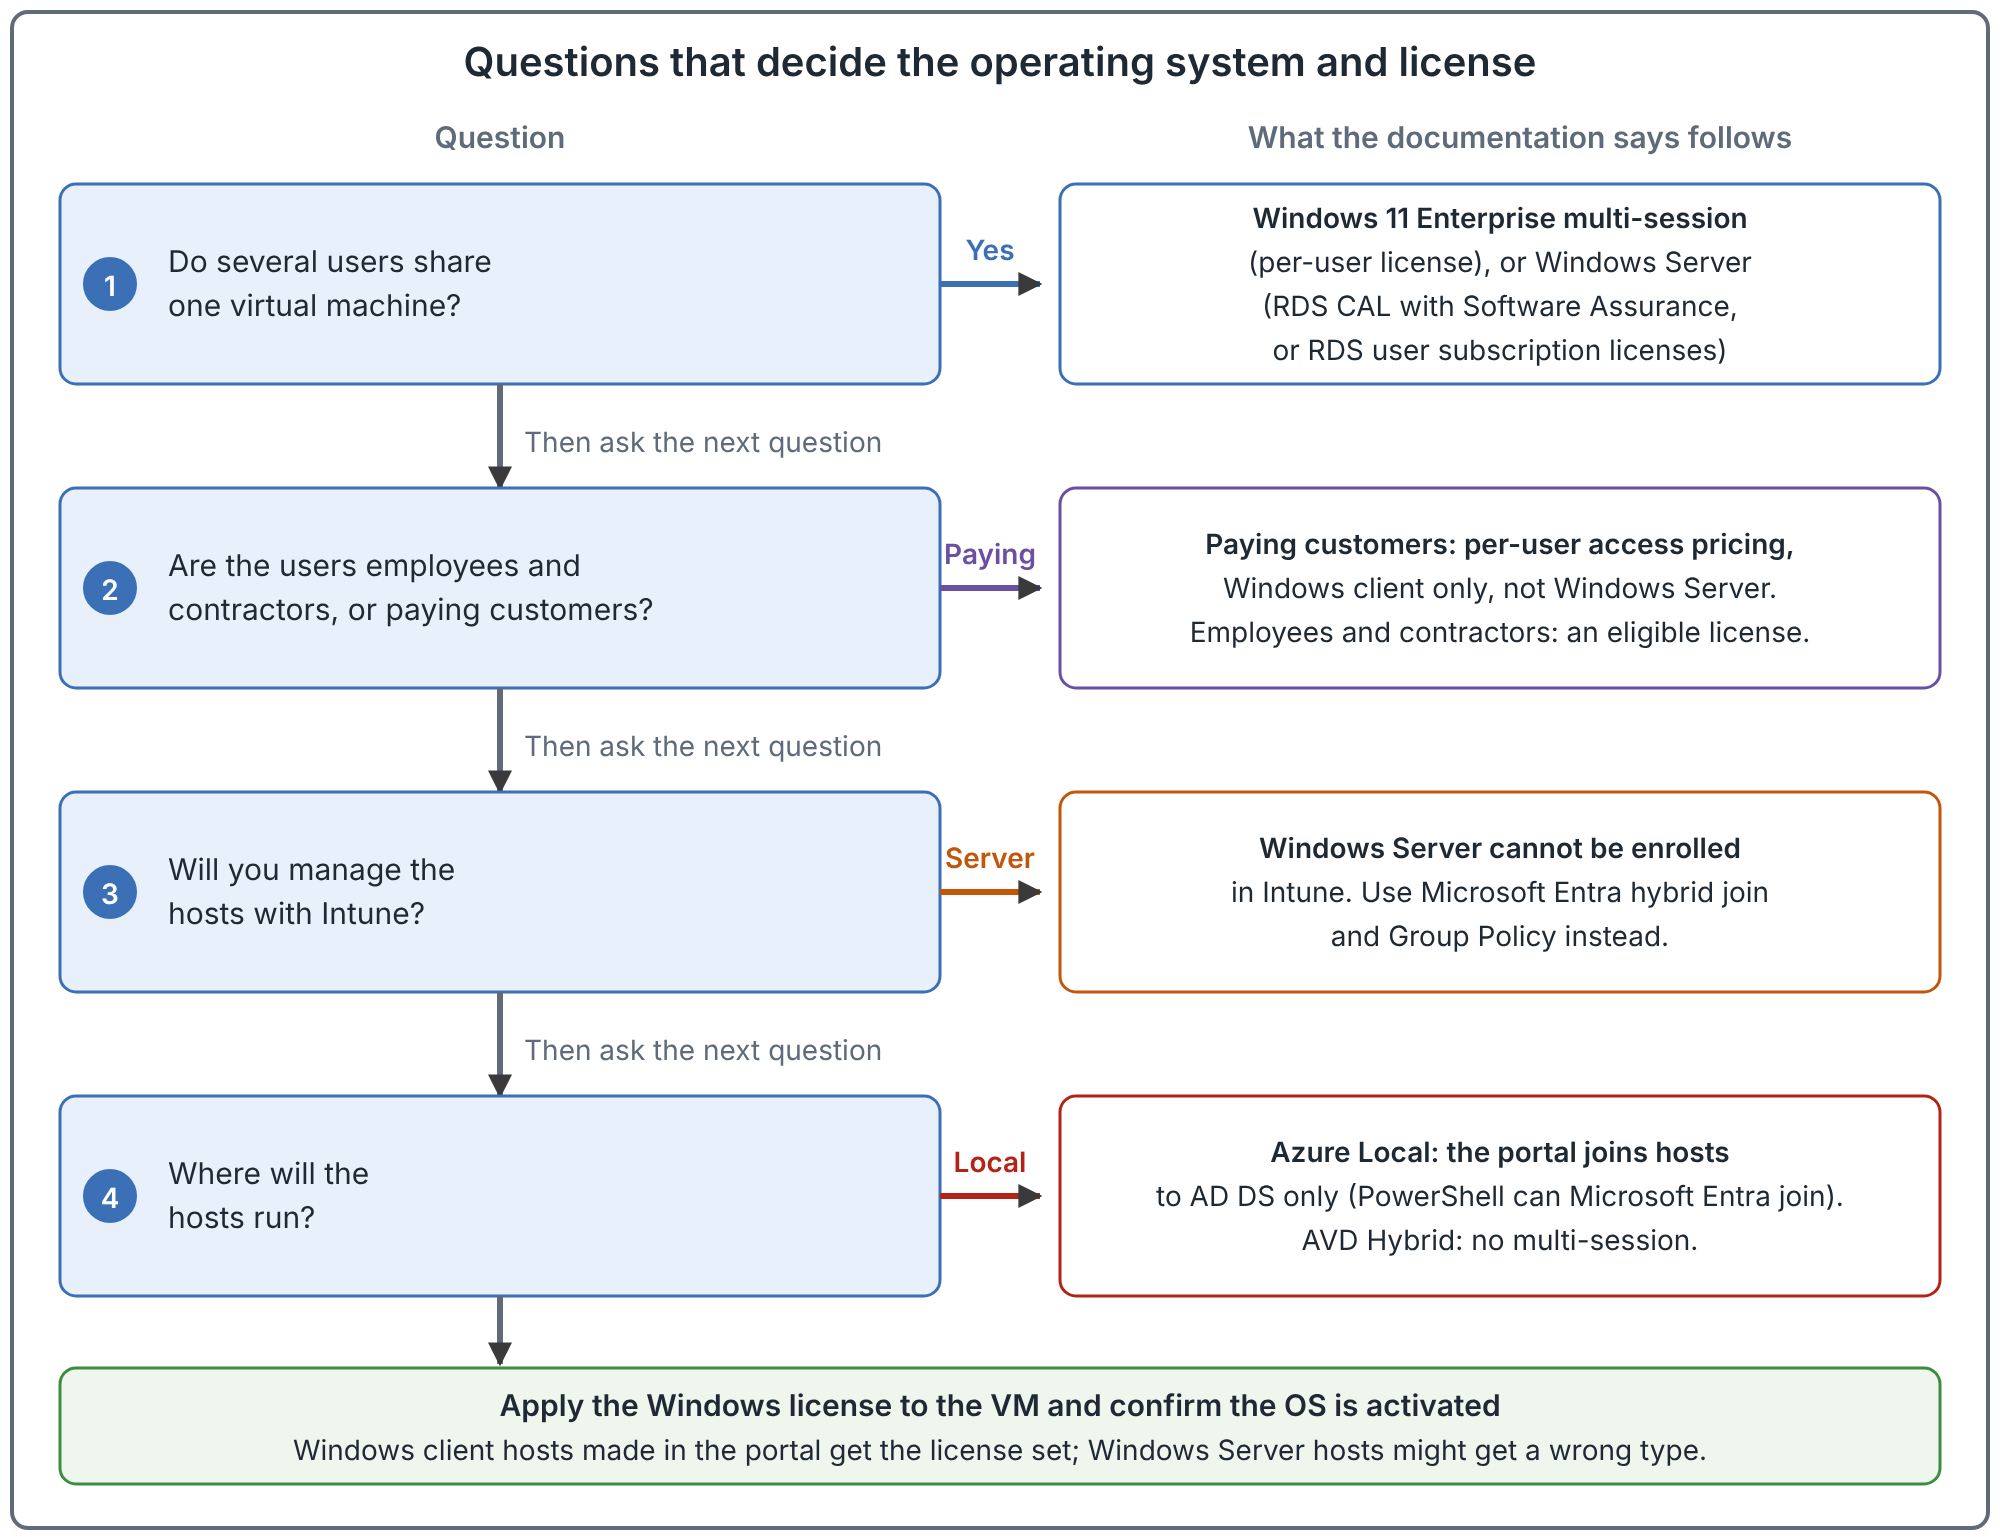 Questions that decide the operating system and license
Question
What the documentation says follows
1
Do several users share
one virtual machine?
Yes
Windows 11 Enterprise multi-session
(per-user license), or Windows Server
(RDS CAL with Software Assurance,
or RDS user subscription licenses)
Then ask the next question
2
Are the users employees and
contractors, or paying customers?
Paying
Paying customers: per-user access pricing,
Windows client only, not Windows Server.
Employees and contractors: an eligible license.
Then ask the next question
3
Will you manage the
hosts with Intune?
Server
Windows Server cannot be enrolled
in Intune. Use Microsoft Entra hybrid join
and Group Policy instead.
Then ask the next question
4
Where will the
hosts run?
Local
Azure Local: the portal joins hosts
to AD DS only (PowerShell can Microsoft Entra join).
AVD Hybrid: no multi-session.
Apply the Windows license to the VM and confirm the OS is activated
Windows client hosts made in the portal get the license set; Windows Server hosts might get a wrong type.